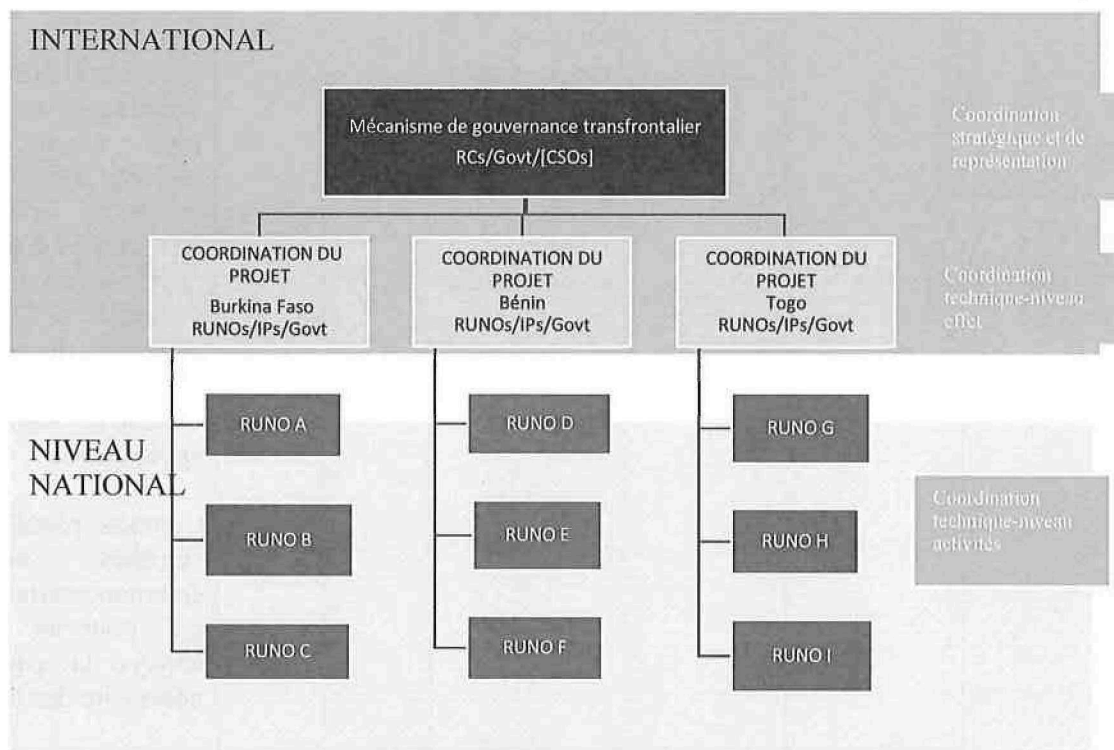 INTERNATIONAL
Mécanisme de gouvernance transfrontalier
RCs/Govt/[CSOs]
Coordination
stratégique et de
représentation
COORDINATION DU
PROJET
Burkina Faso
RUNOs/IPs/Govt
COORDINATION DU
PROJET
Bénin
RUNOs/IPs/Govt
COORDINATION DU
PROJET
Togo
RUNOs/IPs/Govt
Coordination
technique-niveau
effet
NIVEAU
NATIONAL
RUNO A
RUNO B
RUNO C
RUNO D
RUNO E
RUNO F
RUNO G
RUNO H
RUNO I
Coordination
technique-niveau
activités